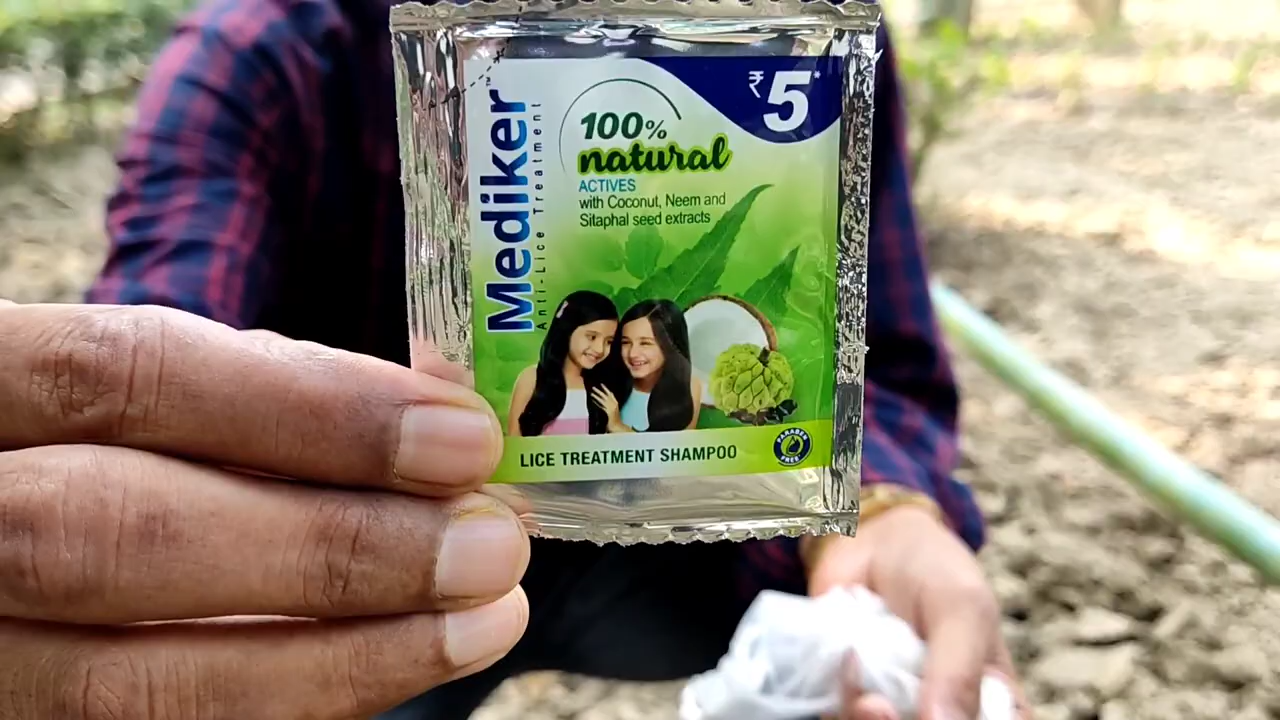 Mediker™
Anti-Lice Treatment
₹5*
100%
natural
ACTIVES
with Coconut, Neem and
Sitaphal seed extracts
LICE TREATMENT SHAMPOO
PARABEN
FREE